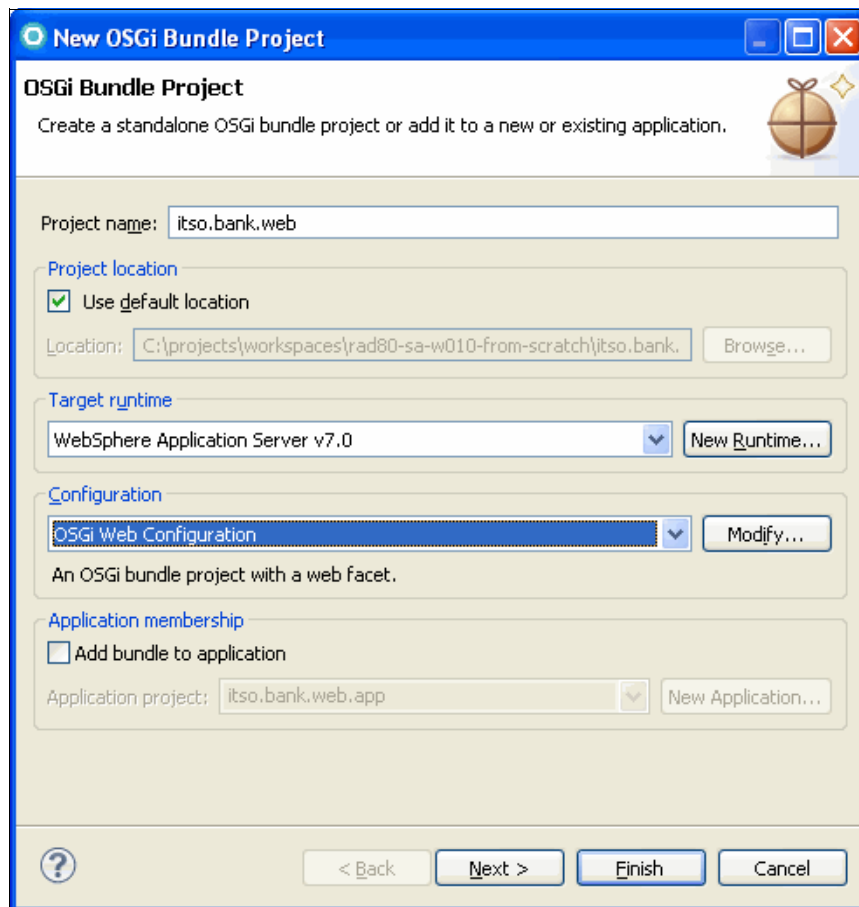 New OSGi Bundle Project
OSGi Bundle Project
Create a standalone OSGi bundle project or add it to a new or existing application.
Project name: itso.bank.web
Project location
Use default location
Location: C:\projects\workspaces\rad80-sa-w010-from-scratch\itso.bank. Browse...
Target runtime
WebSphere Application Server v7.0 New Runtime...
Configuration
OSGi Web Configuration Modify...
An OSGi bundle project with a web facet.
Application membership
Add bundle to application
Application project: itso.bank.web.app New Application...
? < Back Next > Finish Cancel